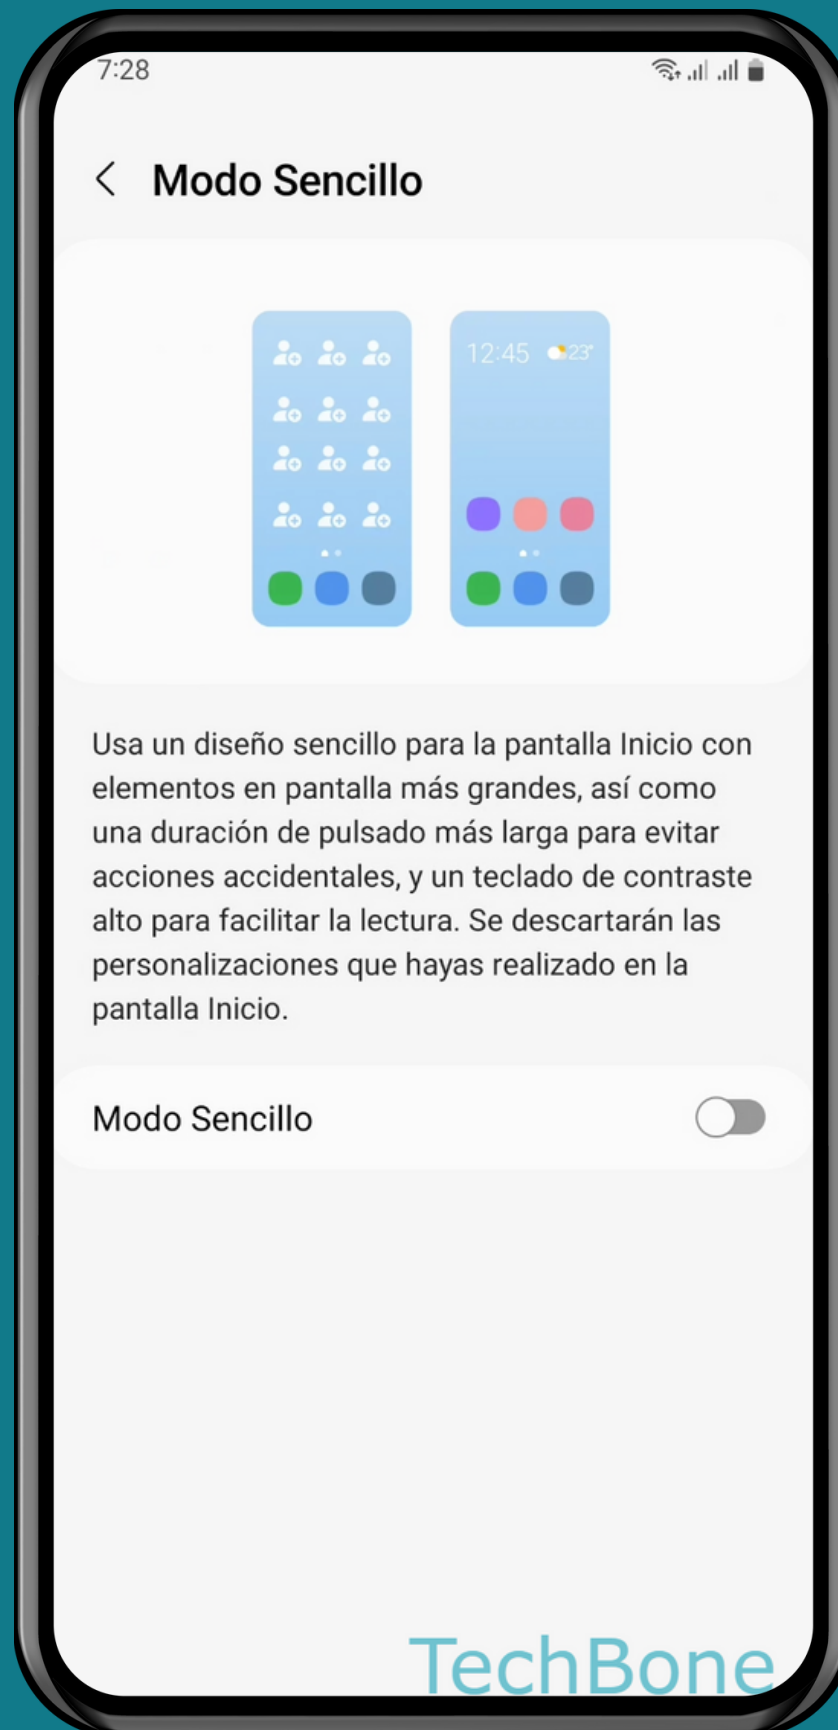 7:28
Modo Sencillo
12:45 23°
Usa un diseño sencillo para la pantalla Inicio con
elementos en pantalla más grandes, así como
una duración de pulsado más larga para evitar
acciones accidentales, y un teclado de contraste
alto para facilitar la lectura. Se descartarán las
personalizaciones que hayas realizado en la
pantalla Inicio.
Modo Sencillo
TechBone